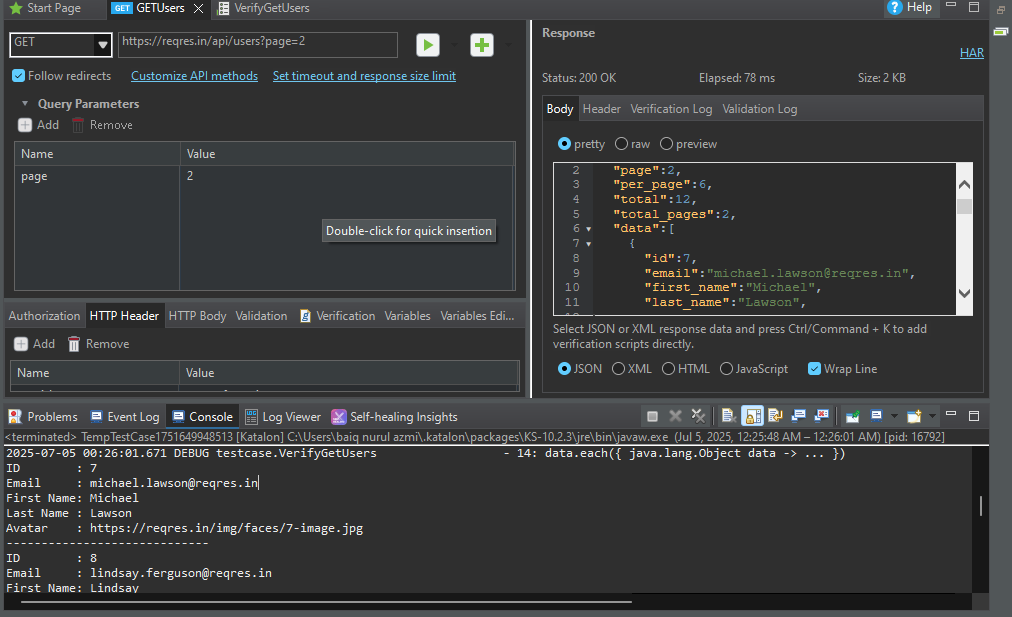 Start Page GET GETUsers VerifyGetUsers Help
GET https://reqres.in/api/users?page=2
Follow redirects Customize API methods Set timeout and response size limit
Query Parameters
Add Remove
Name Value
page 2
Double-click for quick insertion
Authorization HTTP Header HTTP Body Validation Verification Variables Variables Edi...
Add Remove
Name Value
Response
HAR
Status: 200 OK Elapsed: 78 ms Size: 2 KB
Body Header Verification Log Validation Log
pretty raw preview
2 "page":2,
3 "per_page":6,
4 "total":12,
5 "total_pages":2,
6 "data":[
7 {
8 "id":7,
9 "email":"michael.lawson@reqres.in",
10 "first_name":"Michael",
11 "last_name":"Lawson",
Select JSON or XML response data and press Ctrl/Command + K to add
verification scripts directly.
JSON XML HTML JavaScript Wrap Line
Problems Event Log Console Log Viewer Self-healing Insights
<terminated> TempTestCase1751649948513 [Katalon] C:\Users\baiq nurul azmi\.katalon\packages\KS-10.2.3\jre\bin\javaw.exe (Jul 5, 2025, 12:25:48 AM – 12:26:01 AM) [pid: 16792]
2025-07-05 00:26:01.671 DEBUG testcase.VerifyGetUsers - 14: data.each({ java.lang.Object data -> ... })
ID : 7
Email : michael.lawson@reqres.in
First Name: Michael
Last Name : Lawson
Avatar : https://reqres.in/img/faces/7-image.jpg
-----------------------------
ID : 8
Email : lindsay.ferguson@reqres.in
First Name: Lindsay